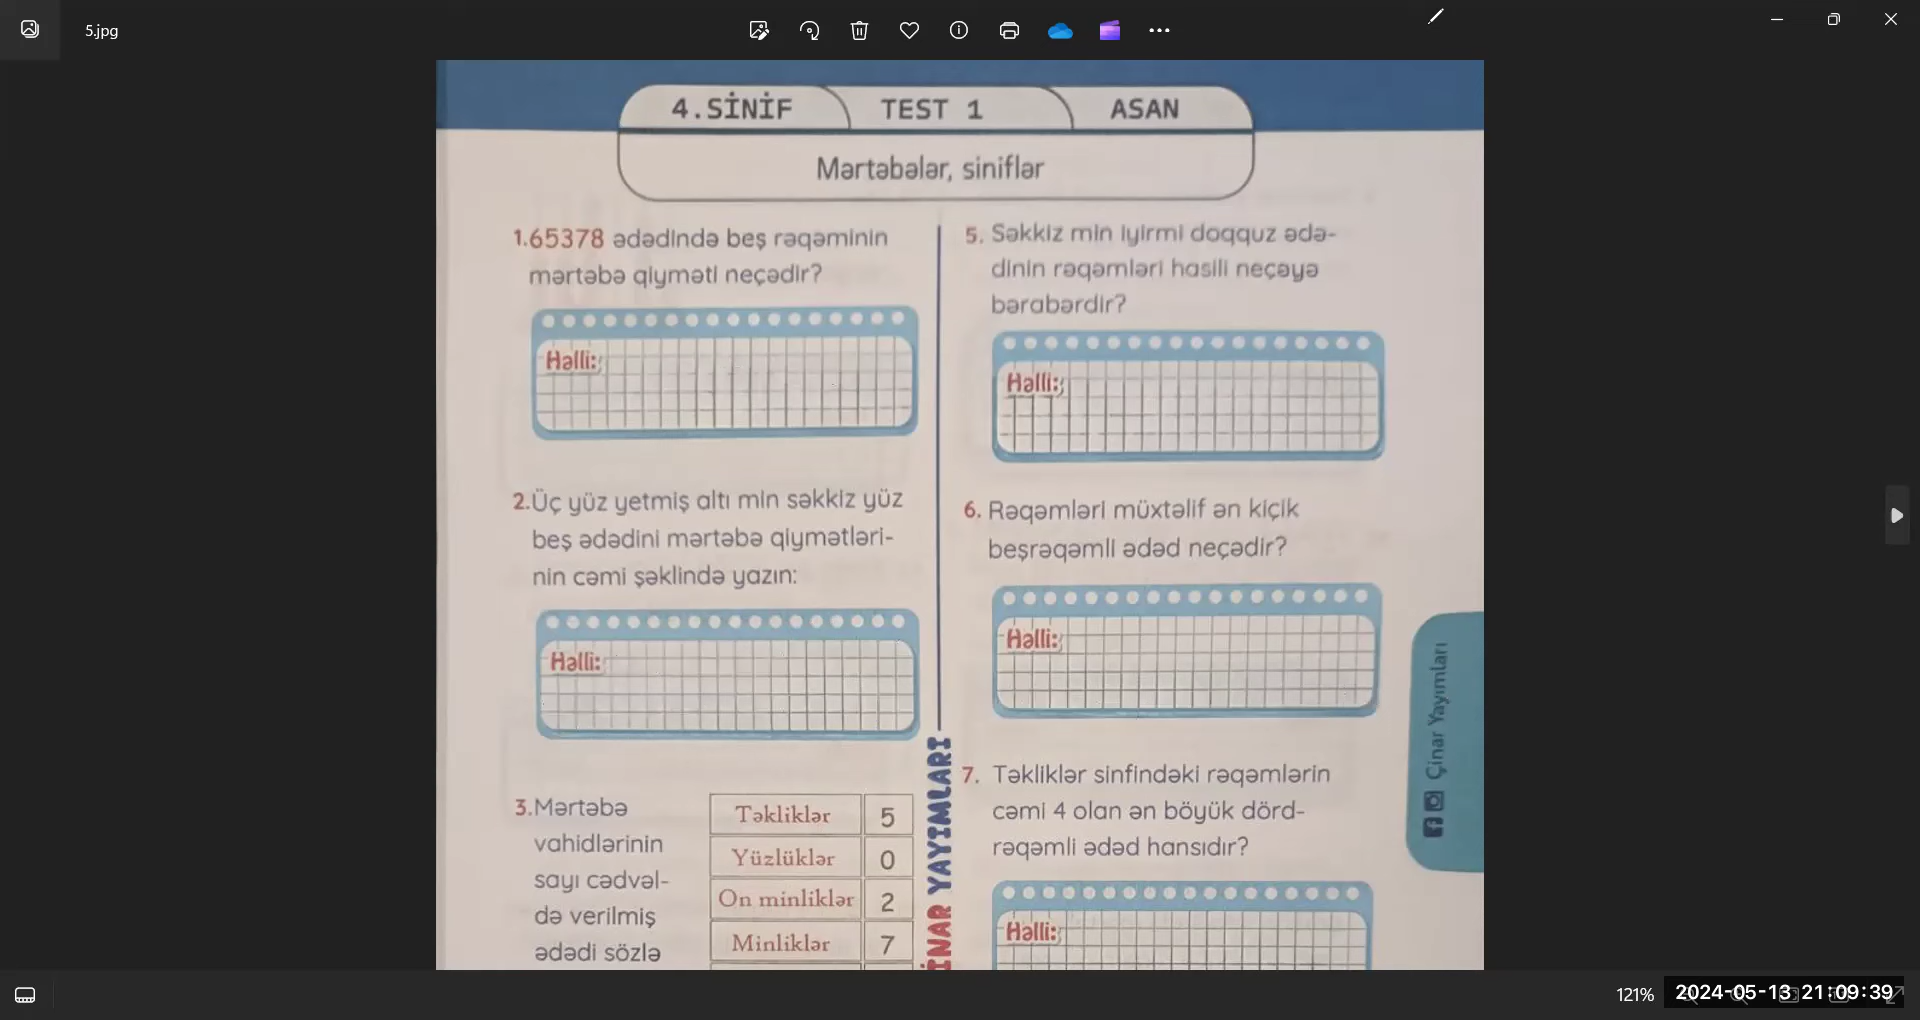 5.jpg
4.SİNİF
TEST 1
ASAN
Mərtəbələr, siniflər
1.65378 ədədində beş rəqəminin
mərtəbə qiyməti neçədir?
Həlli:
2.Üç yüz yetmiş altı min səkkiz yüz
beş ədədini mərtəbə qiymətləri-
nin cəmi şəklində yazın:
Həlli:
3.Mərtəbə
vahidlərinin
sayı cədvəl-
də verilmiş
ədədi sözlə
Təkliklər 5
Yüzlüklər 0
On minliklər 2
Minliklər 7
5. Səkkiz min iyirmi doqquz ədə-
dinin rəqəmləri hasili neçəyə
bərabərdir?
Həlli:
6. Rəqəmləri müxtəlif ən kiçik
beşrəqəmli ədəd neçədir?
Həlli:
7. Təkliklər sinfindəki rəqəmlərin
cəmi 4 olan ən böyük dörd-
rəqəmli ədəd hansıdır?
Həlli:
İNAR YAYIMLARI
Çinar Yayımları
121%
2024-05-13 21:09:39